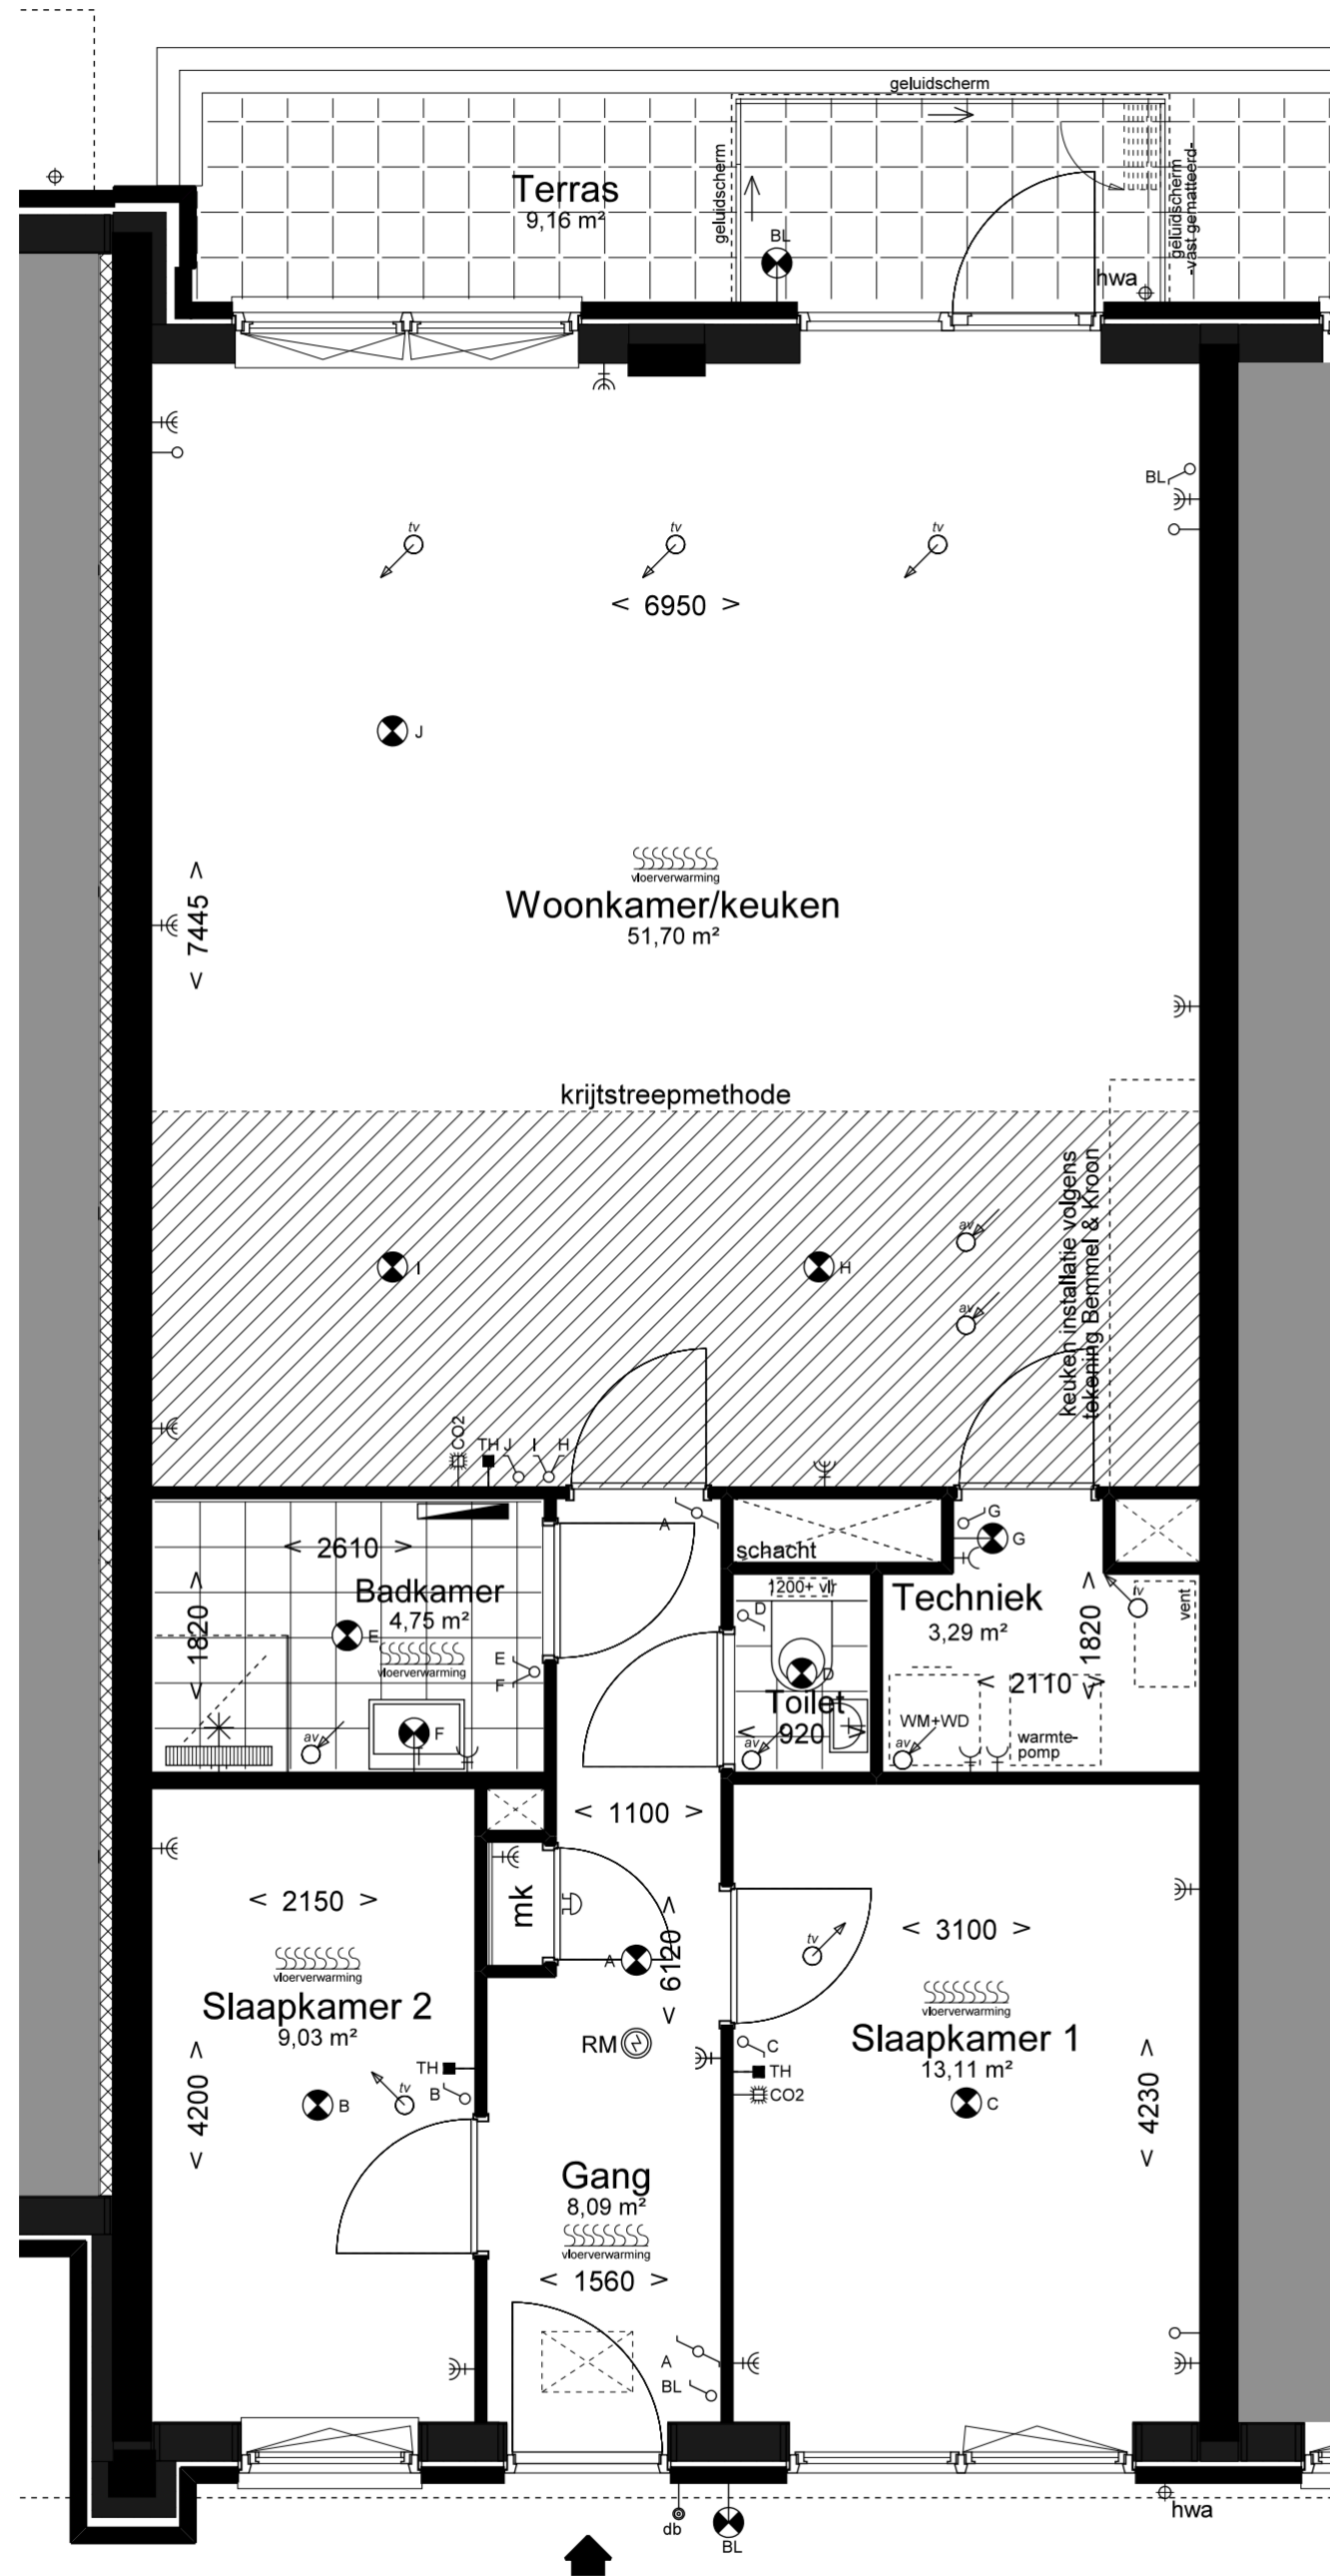 geluidscherm
geluidscherm
geluidscherm
-vast gematteerd-
Terras
9,16 m²
BL
hwa
BL
tv
tv
tv
< 6950 >
J
vloerverwarming
Woonkamer/keuken
51,70 m²
< 7445 >
krijtstreepmethode
keuken installatie volgens
tekening Bemmel & Kroon
av
I
H
av
CO2
TH
J
I
H
A
G
G
schacht
< 2610 >
Badkamer
4,75 m²
vloerverwarming
< 1820 >
E
E
F
F
av
1200+ vlr
D
D
Toilet
< 920 >
av
Techniek
3,29 m²
< 1820 >
tv
vent
< 2110 >
WM+WD
warmte-
pomp
av
< 1100 >
mk
A
< 6120 >
< 2150 >
vloerverwarming
Slaapkamer 2
9,03 m²
TH
B
tv
B
< 4200 >
RM
tv
< 3100 >
vloerverwarming
Slaapkamer 1
13,11 m²
C
TH
CO2
C
< 4230 >
Gang
8,09 m²
vloerverwarming
< 1560 >
A
BL
db
BL
hwa